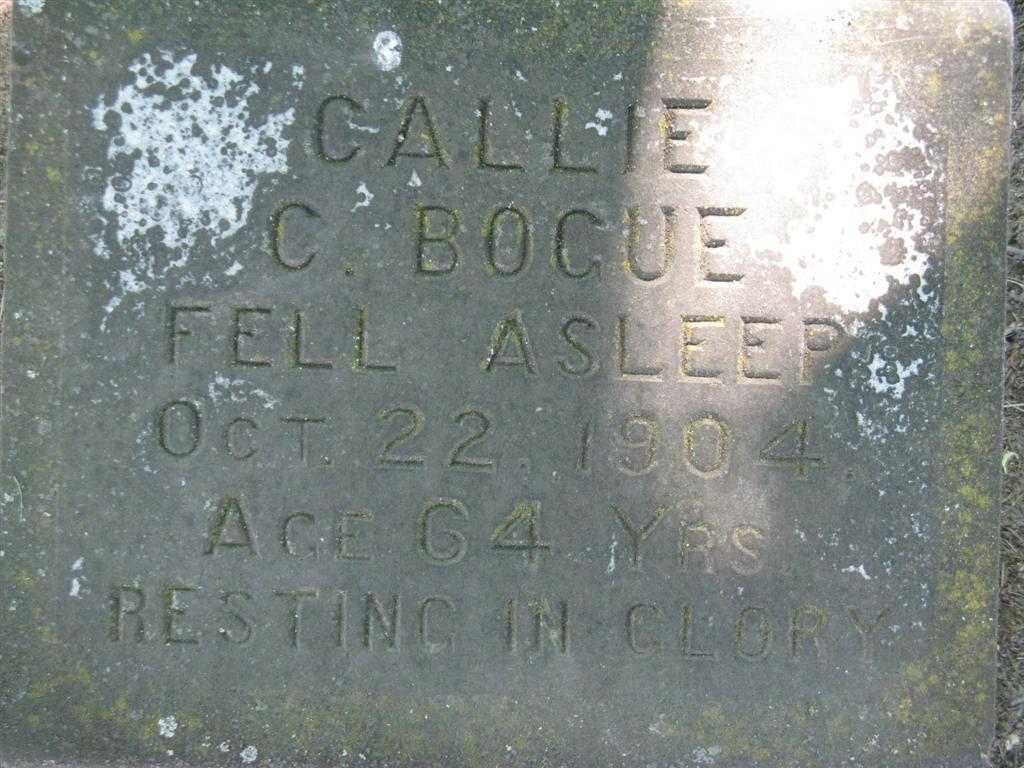 CALLIE
C. BOGUE
FELL ASLEEP
OCT. 22. 1904.
AGE 64 YRS.
RESTING IN GLORY